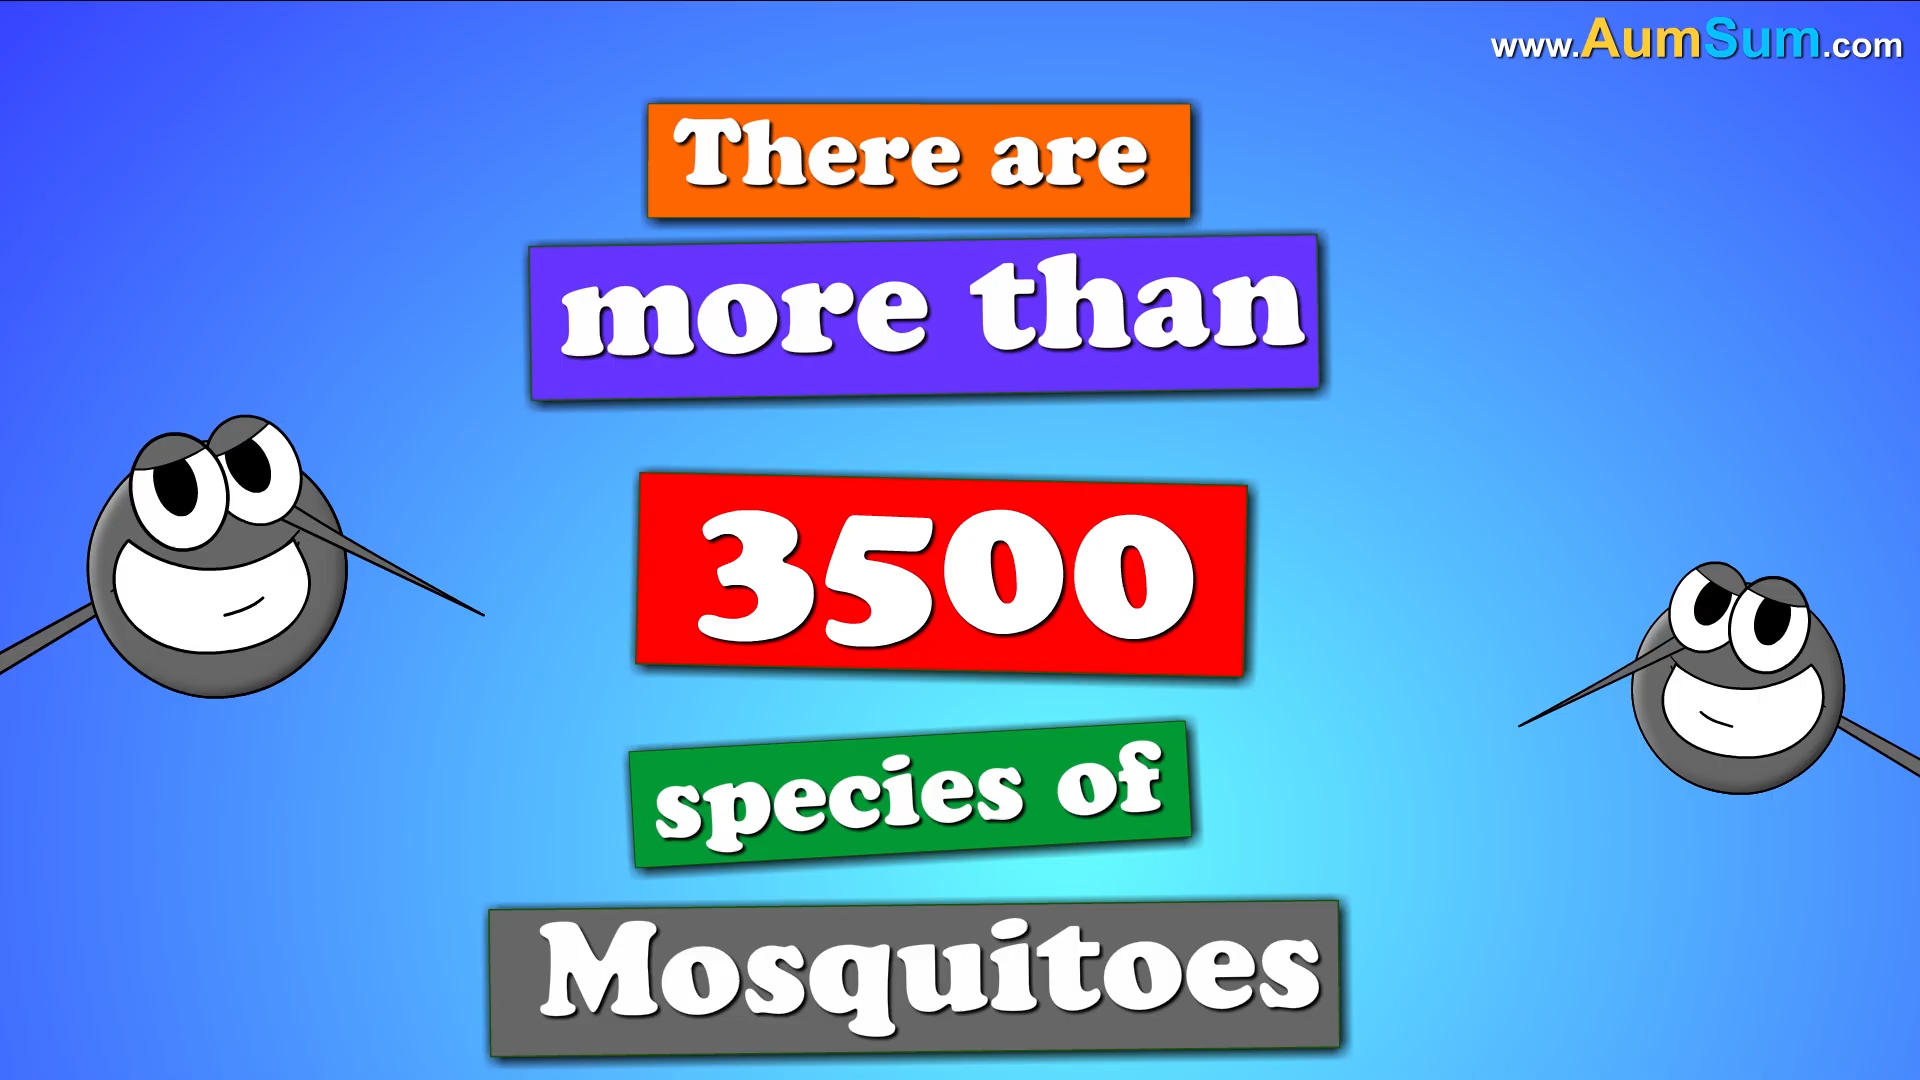 www.AumSum.com
There are
more than
3500
species of
Mosquitoes